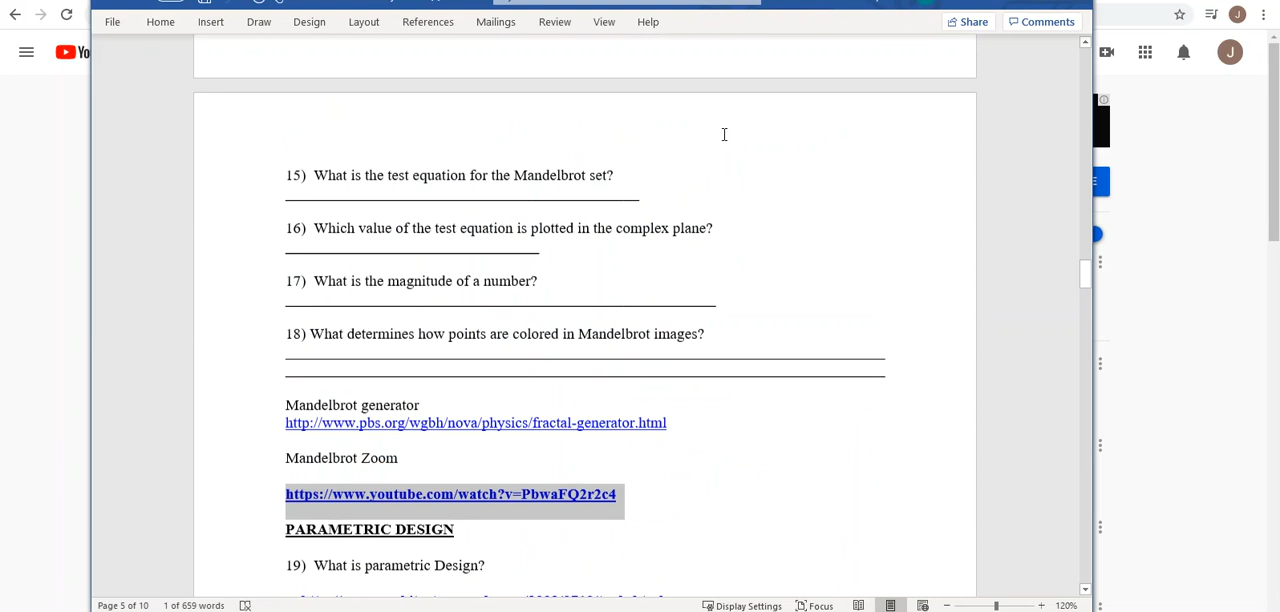 File Home Insert Draw Design Layout References Mailings Review View Help Share Comments
J
Yo
J
15) What is the test equation for the Mandelbrot set?
16) Which value of the test equation is plotted in the complex plane?
17) What is the magnitude of a number?
18) What determines how points are colored in Mandelbrot images?
Mandelbrot generator
http://www.pbs.org/wgbh/nova/physics/fractal-generator.html
Mandelbrot Zoom
https://www.youtube.com/watch?v=PbwaFQ2r2c4
PARAMETRIC DESIGN
19) What is parametric Design?
Page 5 of 10 1 of 659 words Display Settings Focus 120%